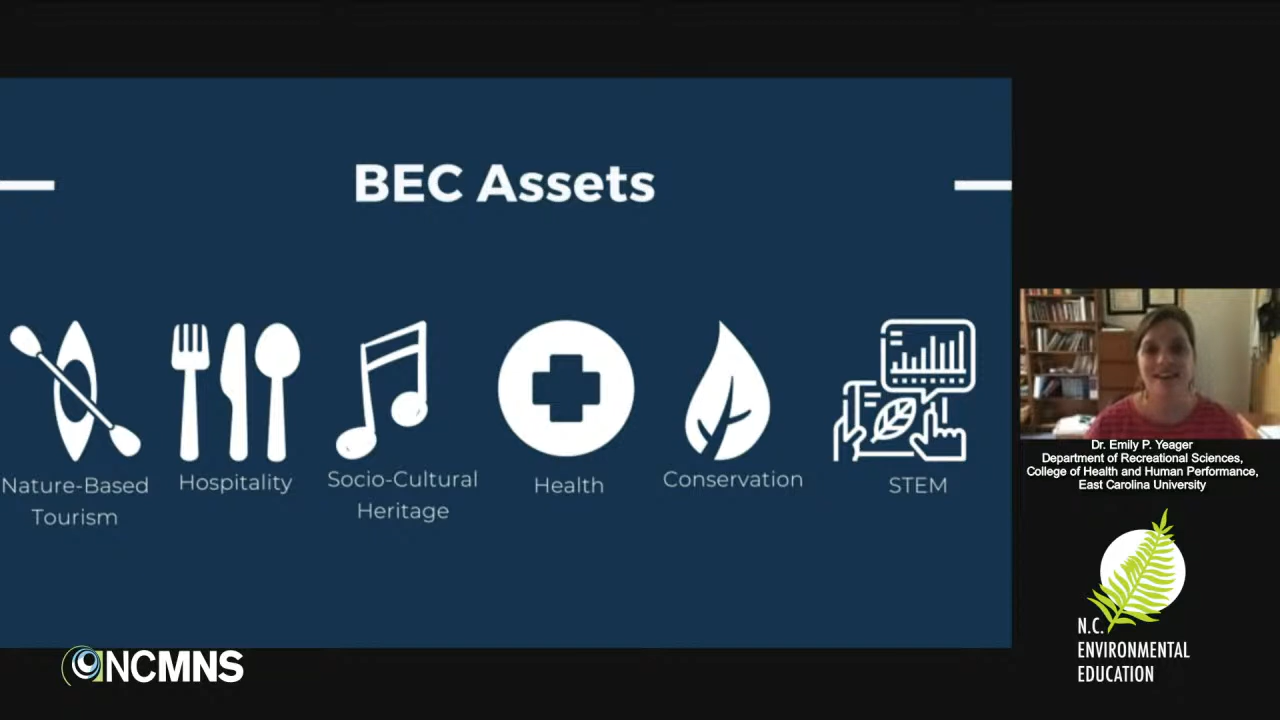 BEC Assets
Nature-Based
Tourism
Hospitality
Socio-Cultural
Heritage
Health
Conservation
STEM
Dr. Emily P. Yeager
Department of Recreational Sciences,
College of Health and Human Performance,
East Carolina University
N.C.
ENVIRONMENTAL
EDUCATION
NCMNS